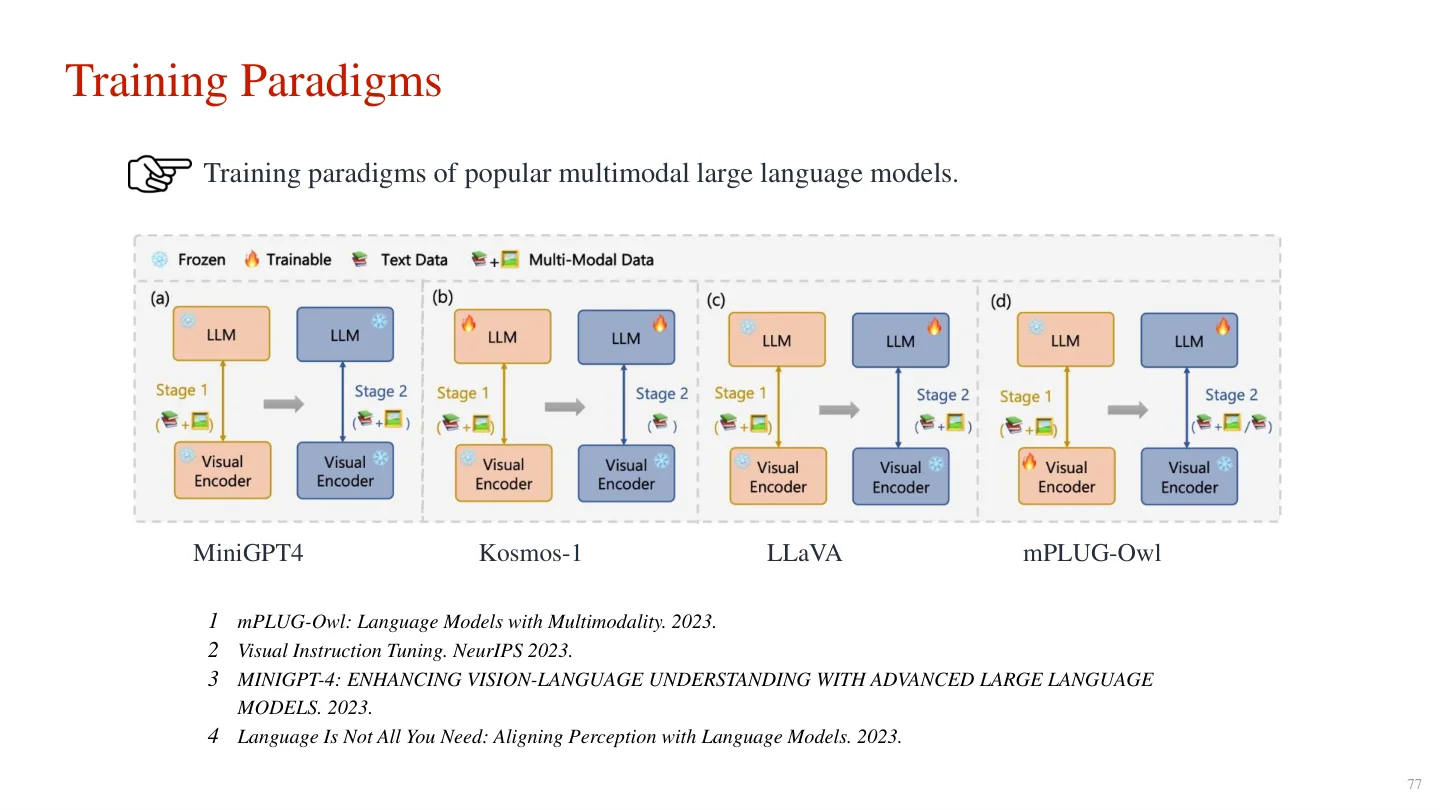 Training Paradigms
Training paradigms of popular multimodal large language models.
Frozen Trainable Text Data + Multi-Modal Data
(a) (b) (c) (d)
LLM LLM LLM LLM LLM LLM LLM LLM
Stage 1 Stage 2 Stage 1 Stage 2 Stage 1 Stage 2 Stage 1 Stage 2
( + ) ( + ) ( + ) ( ) ( + ) ( + ) ( + ) ( + / )
Visual Visual Visual Visual Visual Visual Visual Visual
Encoder Encoder Encoder Encoder Encoder Encoder Encoder Encoder
MiniGPT4 Kosmos-1 LLaVA mPLUG-Owl
1 mPLUG-Owl: Language Models with Multimodality. 2023.
2 Visual Instruction Tuning. NeurIPS 2023.
3 MINIGPT-4: ENHANCING VISION-LANGUAGE UNDERSTANDING WITH ADVANCED LARGE LANGUAGE
MODELS. 2023.
4 Language Is Not All You Need: Aligning Perception with Language Models. 2023.
77